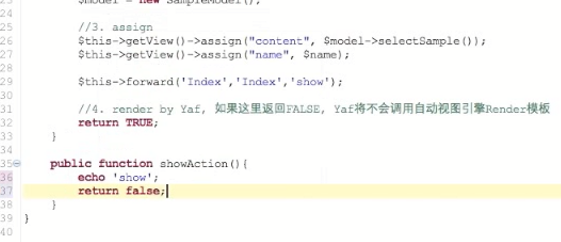 23 $model = new SampleModel();
24
25 //3. assign
26 $this->getView()->assign("content", $model->selectSample());
27 $this->getView()->assign("name", $name);
28
29 $this->forward('Index','Index','show');
30
31 //4. render by Yaf, 如果这里返回FALSE, Yaf将不会调用自动视图引擎Render模板
32 return TRUE;
33 }
34
35 public function showAction(){
36 echo 'show';
37 return false;
38 }
39 }
40